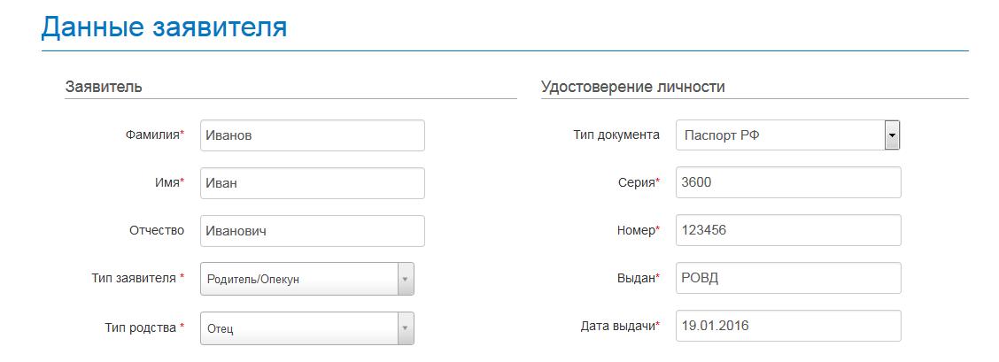 Данные заявителя
Заявитель
Фамилия* Иванов
Имя* Иван
Отчество Иванович
Тип заявителя * Родитель/Опекун
Тип родства * Отец
Удостоверение личности
Тип документа Паспорт РФ
Серия* 3600
Номер* 123456
Выдан* РОВД
Дата выдачи* 19.01.2016